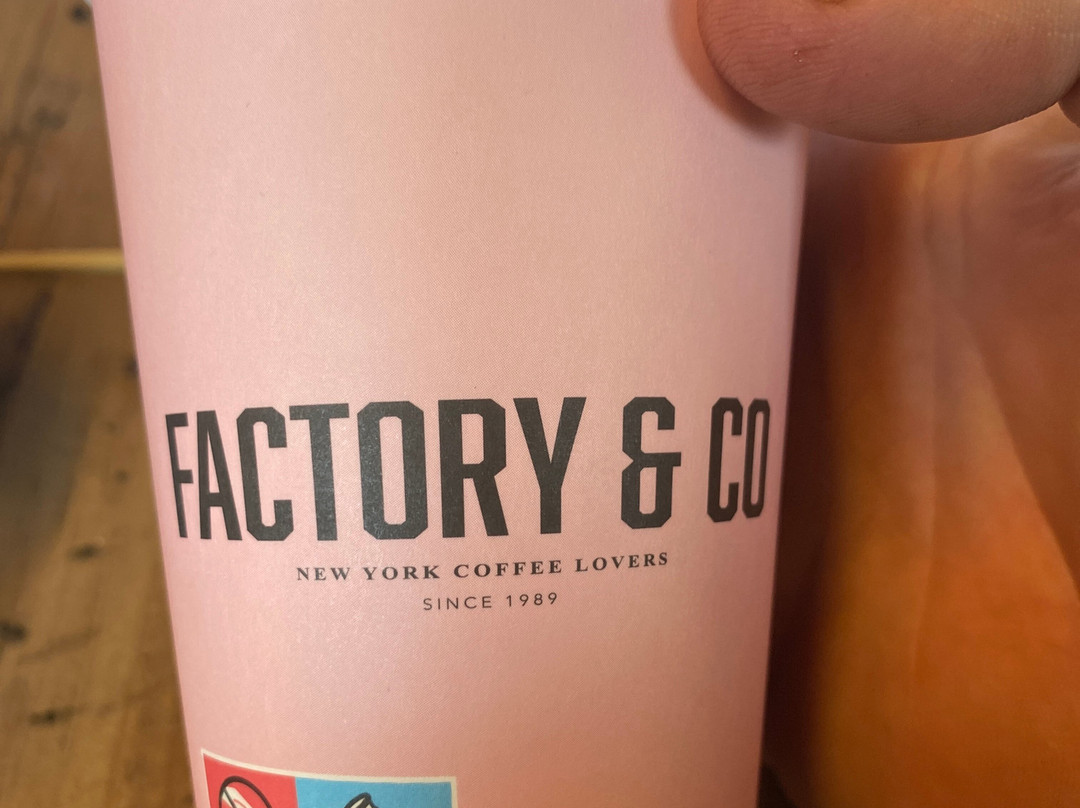 FACTORY & CO
NEW YORK COFFEE LOVERS
SINCE 1989